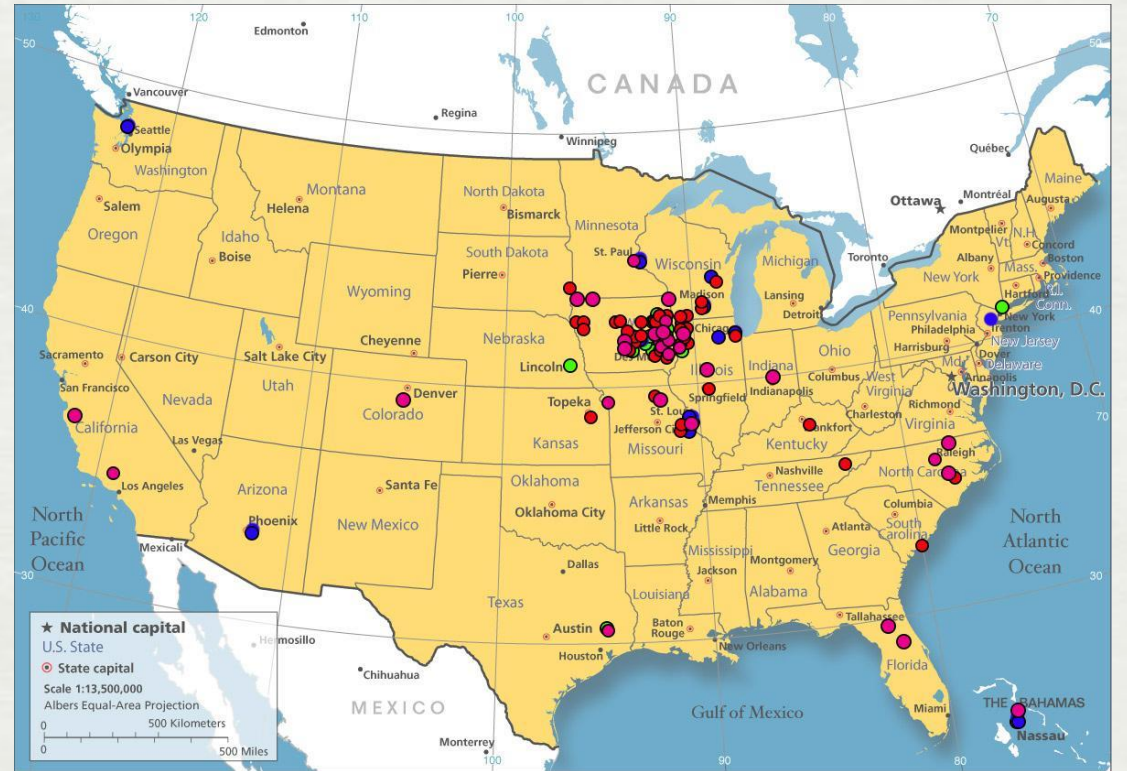 120
110
100
90
80
70
50
Edmonton
CANADA
Vancouver
Regina
Winnipeg
Seattle
Olympia
Washington
Québec
Montréal
Ottawa
Maine
Augusta
Montana
Helena
North Dakota
Bismarck
Minnesota
Salem
Oregon
Idaho
Boise
South Dakota
Pierre
St. Paul
Wisconsin
Michigan
Toronto
Montpelier
Vt.
N.H.
Concord
Albany
Boston
Mass.
Providence
New York
Hartford
Conn.
Wyoming
Madison
Lansing
Detroit
Pennsylvania
New York
Trenton
Philadelphia
New Jersey
Harrisburg
40
40
Nebraska
Cheyenne
Chicago
Sacramento
Carson City
Salt Lake City
Lincoln
Ohio
Dover
Delaware
Md.
Annapolis
Washington, D.C.
San Francisco
Utah
Nevada
Denver
Colorado
Topeka
Indiana
Indianapolis
Columbus
West
Virginia
Springfield
Charleston
Richmond
Virginia
70
California
Kansas
Missouri
Kentucky
Las Vegas
Raleigh
Nashville
Tennessee
Los Angeles
Arizona
Santa Fe
Oklahoma
Oklahoma City
Arkansas
Memphis
Little Rock
Columbia
South
Carolina
Atlanta
Georgia
Phoenix
New Mexico
North
Pacific
Ocean
North
Atlantic
Ocean
Mexicali
Mississippi
Jackson
Montgomery
Alabama
Dallas
30
30
Texas
Louisiana
Austin
Baton
Rouge
Tallahassee
Houston
New Orleans
Florida
Hermosillo
Chihuahua
MEXICO
Monterrey
Gulf of Mexico
Miami
THE BAHAMAS
Nassau
National capital
U.S. State
State capital
Scale 1:13,500,000
Albers Equal-Area Projection
0
500 Kilometers
0
500 Miles
100
90
80